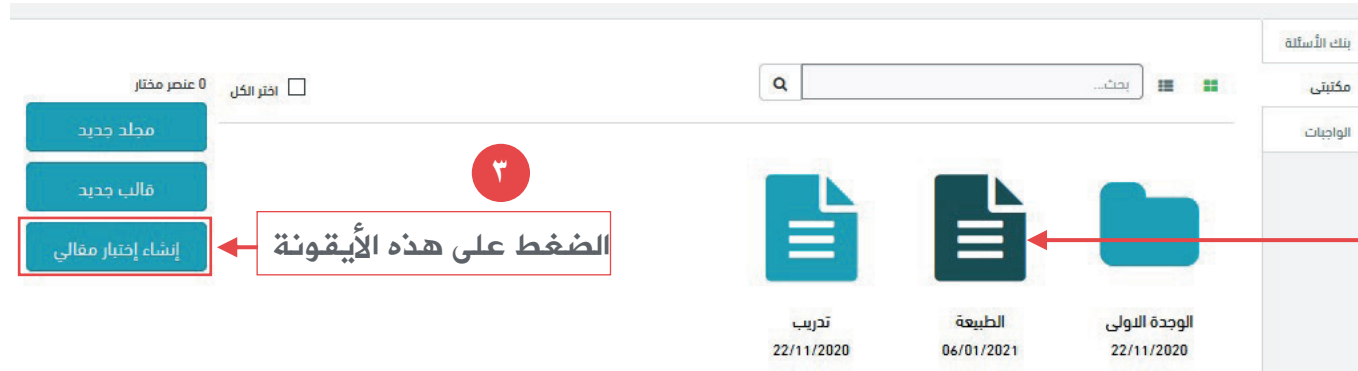 بنك الأسئلة
مكتبتي
الواجبات
بحث...
اختر الكل
0 عنصر مختار
مجلد جديد
قالب جديد
إنشاء إختبار مقالي
٣
الضغط على هذه الأيقونة
الوحدة الاولى
22/11/2020
الطبيعة
06/01/2021
تدريب
22/11/2020